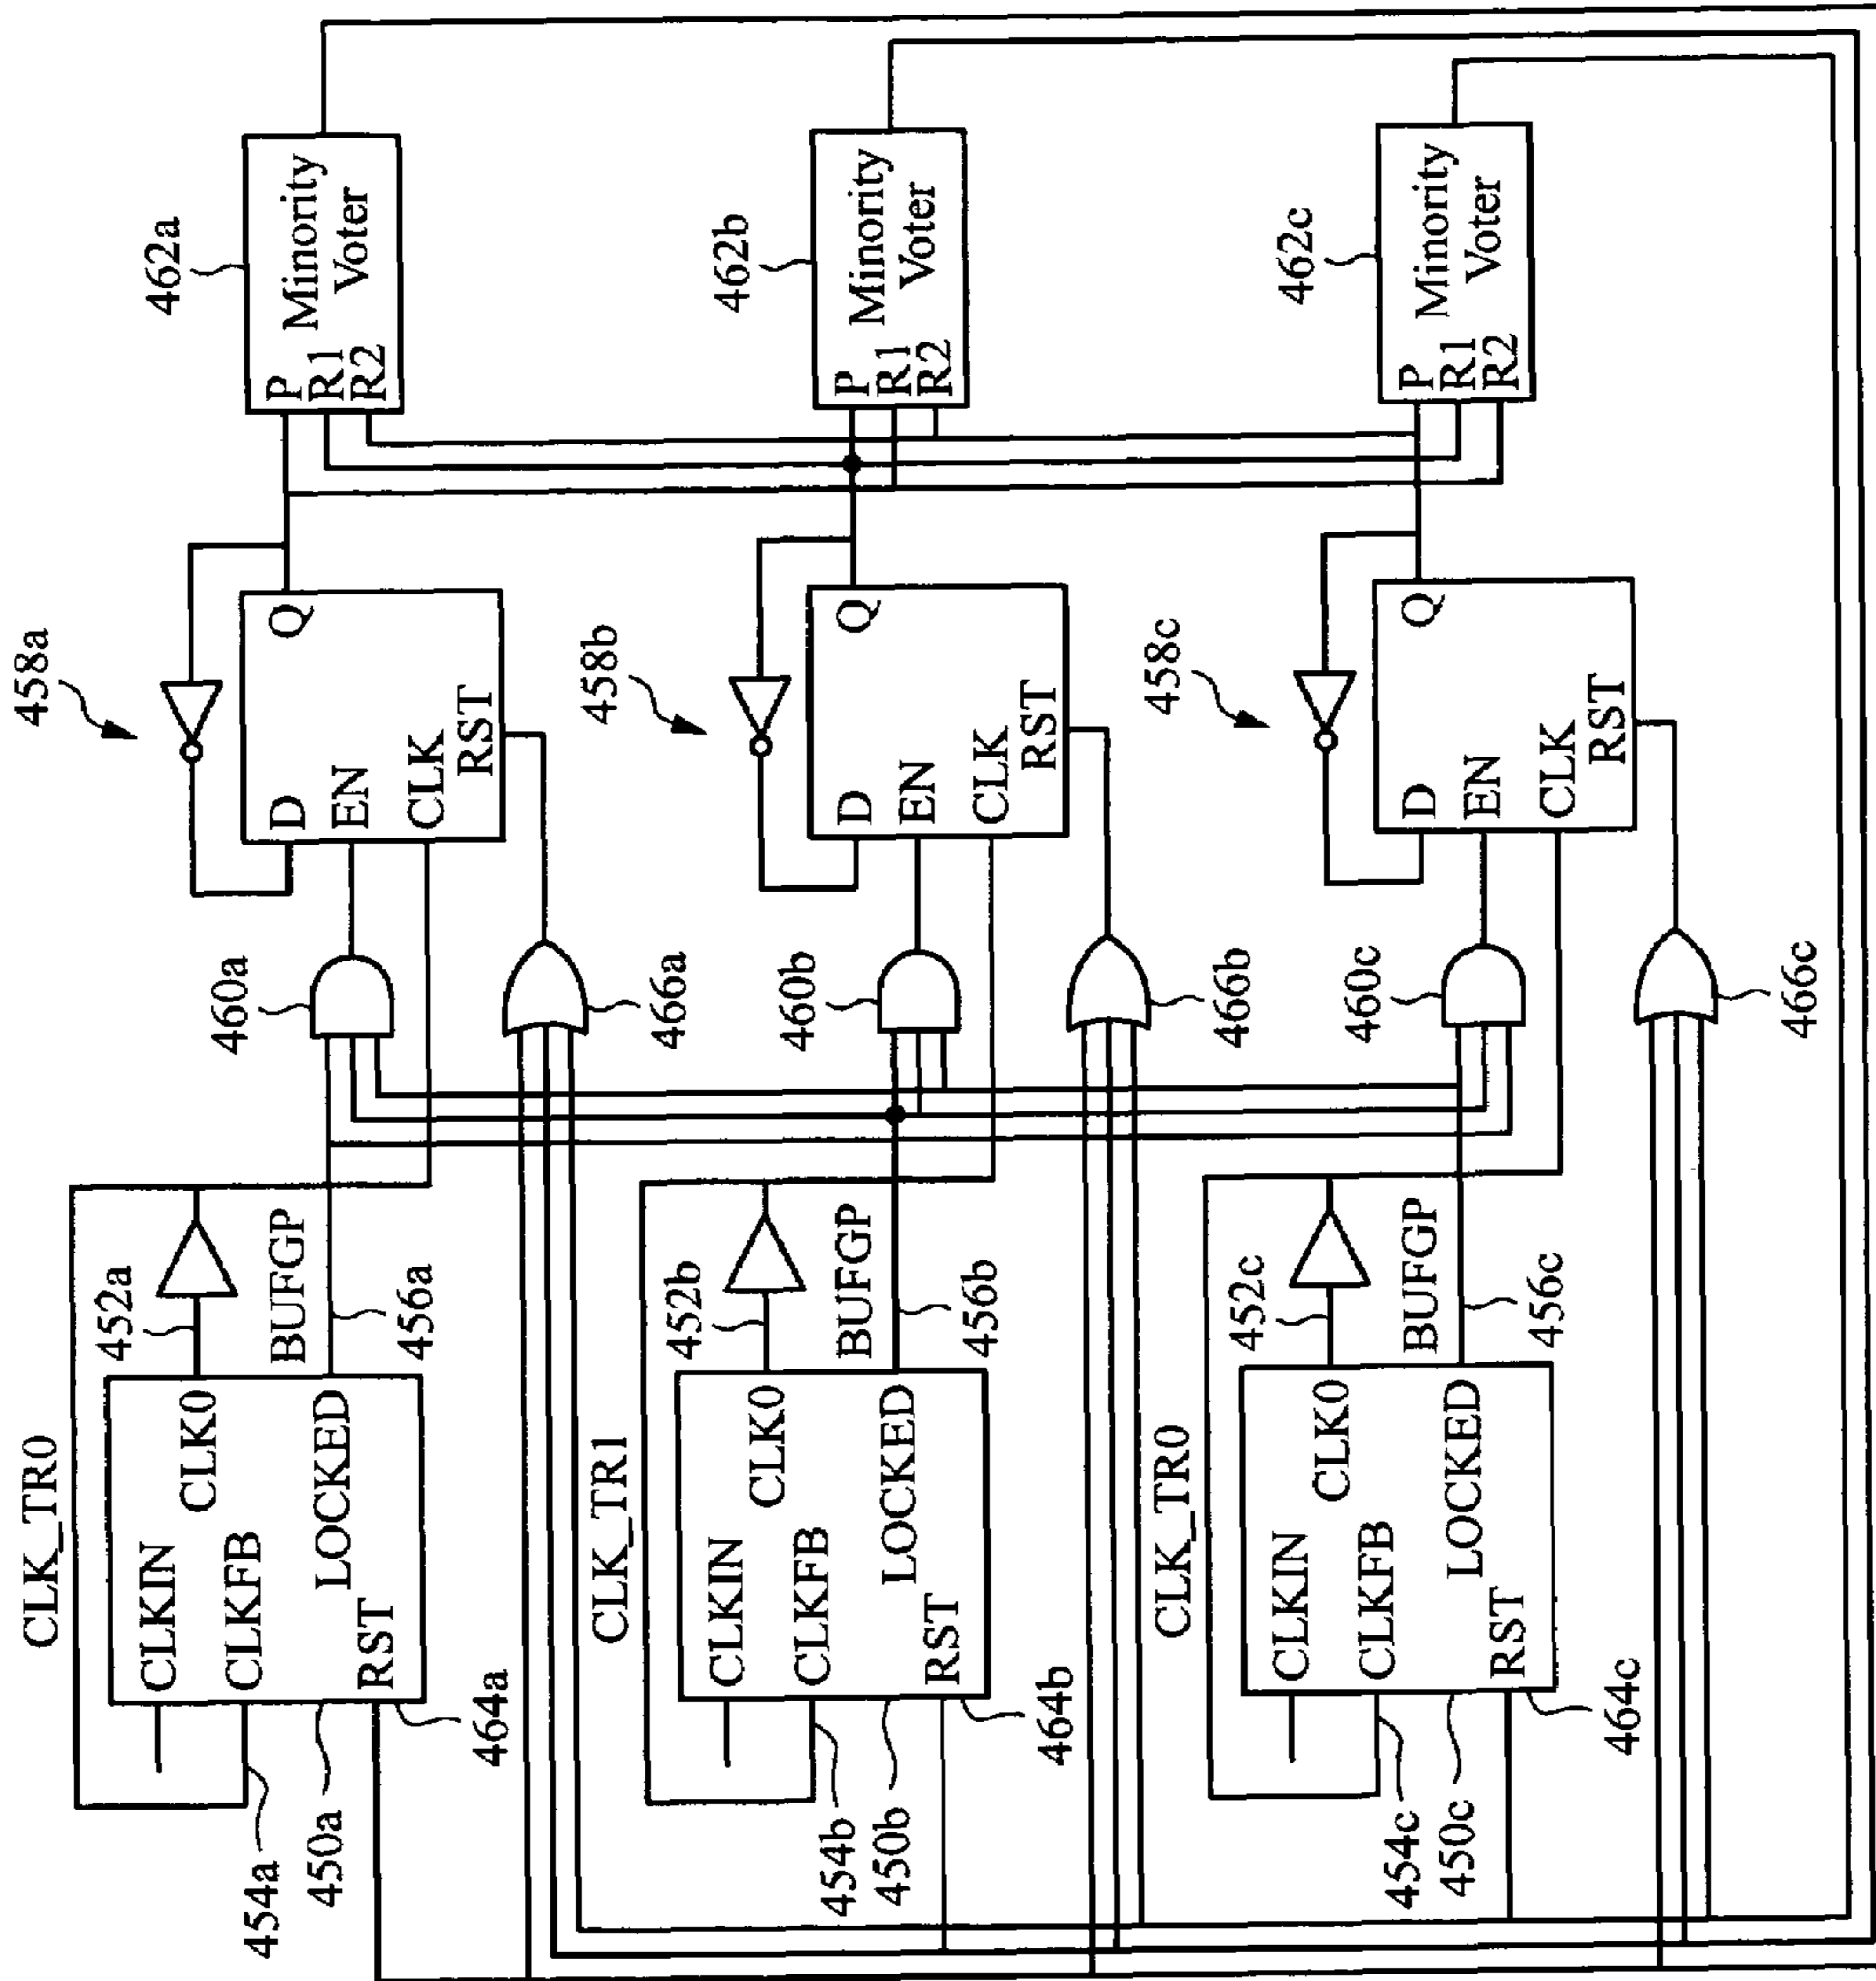 CLK_TR0
CLKIN
CLKFB
CLK0
LOCKED
RST
454a
450a
464a
452a
BUFGP
456a
460a
466a
458a
D
EN
CLK
RST
Q
462a
P
R1
R2
Minority
Voter
CLK_TR1
CLKIN
CLKFB
CLK0
LOCKED
RST
454b
450b
464b
452b
BUFGP
456b
460b
466b
458b
D
EN
CLK
RST
Q
462b
P
R1
R2
Minority
Voter
CLK_TR0
CLKIN
CLKFB
CLK0
LOCKED
RST
454c
450c
464c
452c
BUFGP
456c
460c
466c
458c
D
EN
CLK
RST
Q
462c
P
R1
R2
Minority
Voter